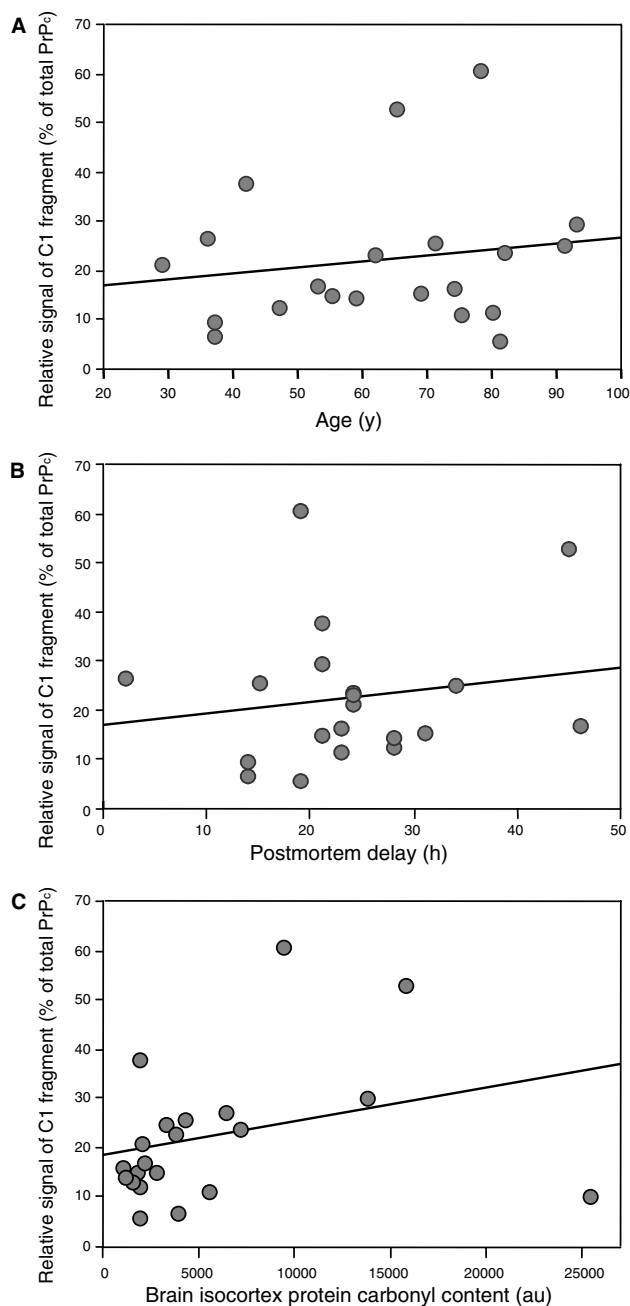 A
Relative signal of C1 fragment (% of total PrPc)
70
60
50
40
30
20
10
0
20 30 40 50 60 70 80 90 100
Age (y)
B
Relative signal of C1 fragment (% of total PrPc)
70
60
50
40
30
20
10
0
0 10 20 30 40 50
Postmortem delay (h)
C
Relative signal of C1 fragment (% of total PrPc)
70
60
50
40
30
20
10
0
0 5000 10000 15000 20000 25000
Brain isocortex protein carbonyl content (au)